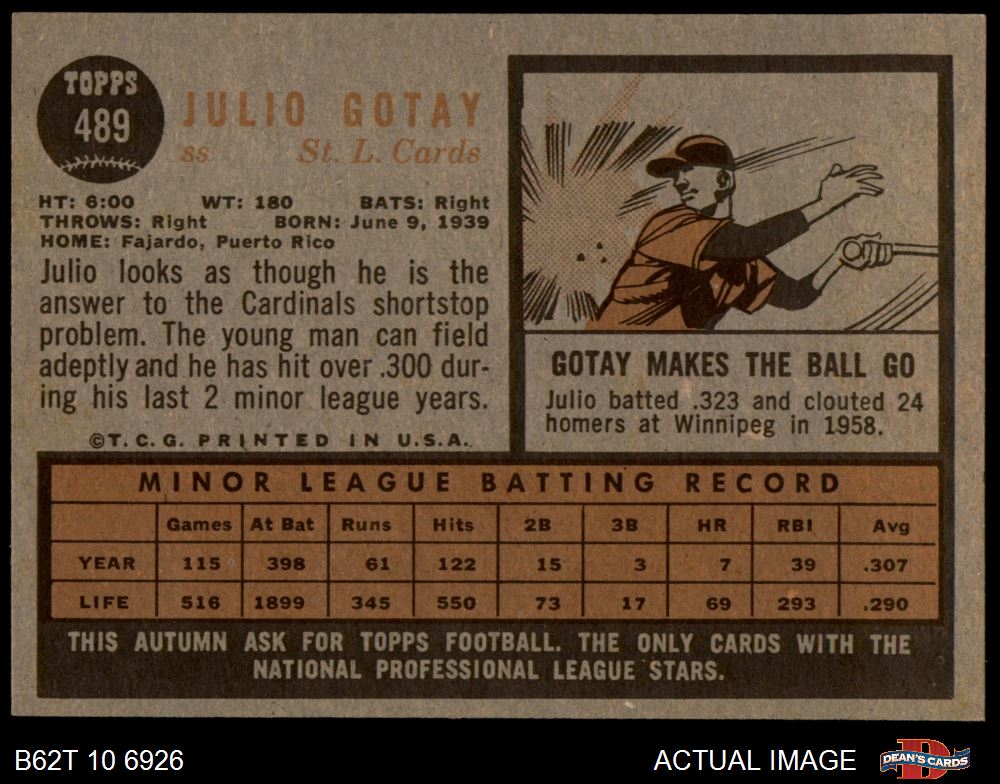 TOPPS
489
JULIO GOTAY
SS St. L. Cards
HT: 6:00 WT: 180 BATS: Right
THROWS: Right BORN: June 9, 1939
HOME: Fajardo, Puerto Rico
Julio looks as though he is the
answer to the Cardinals shortstop
problem. The young man can field
adeptly and he has hit over .300 dur-
ing his last 2 minor league years.
©T. C. G. PRINTED IN U.S.A.
GOTAY MAKES THE BALL GO
Julio batted .323 and clouted 24
homers at Winnipeg in 1958.
MINOR LEAGUE BATTING RECORD
Games At Bat Runs Hits 2B 3B HR RBI Avg
YEAR 115 398 61 122 15 3 7 39 .307
LIFE 516 1899 345 550 73 17 69 293 .290
THIS AUTUMN ASK FOR TOPPS FOOTBALL. THE ONLY CARDS WITH THE
NATIONAL PROFESSIONAL LEAGUE STARS.
B62T 10 6926 ACTUAL IMAGE DEAN'S CARDS